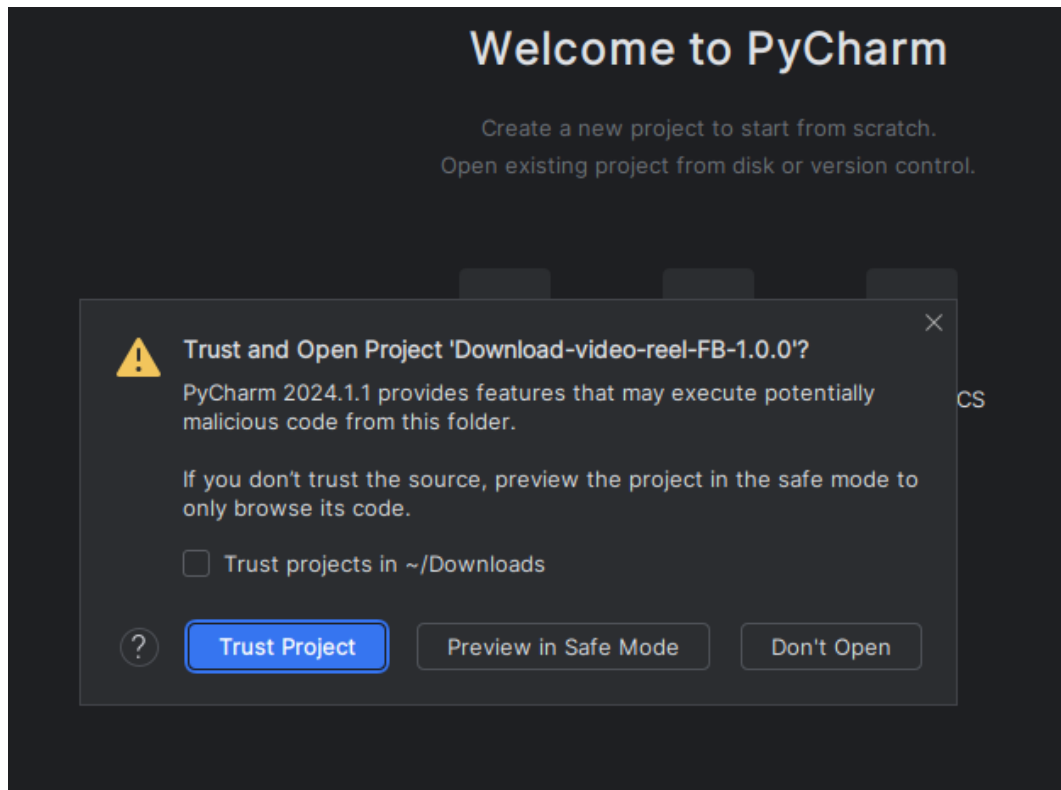 Welcome to PyCharm
Create a new project to start from scratch.
Open existing project from disk or version control.
Trust and Open Project 'Download-video-reel-FB-1.0.0'?
PyCharm 2024.1.1 provides features that may execute potentially
malicious code from this folder.
CS
If you don’t trust the source, preview the project in the safe mode to
only browse its code.
Trust projects in ~/Downloads
?
Trust Project
Preview in Safe Mode
Don't Open